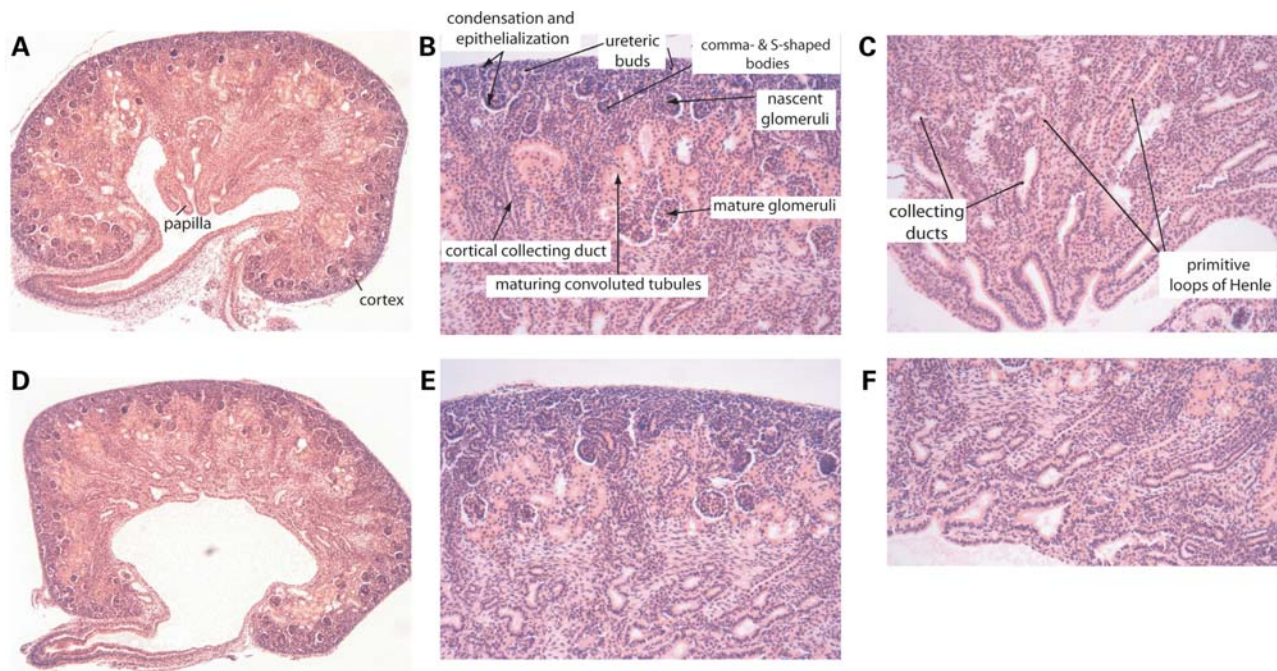 A
papilla
cortex
B
condensation and
epithelialization
ureteric
buds
comma- & S-shaped
bodies
nascent
glomeruli
mature glomeruli
cortical collecting duct
maturing convoluted tubules
C
collecting
ducts
primitive
loops of Henle
D
E
F